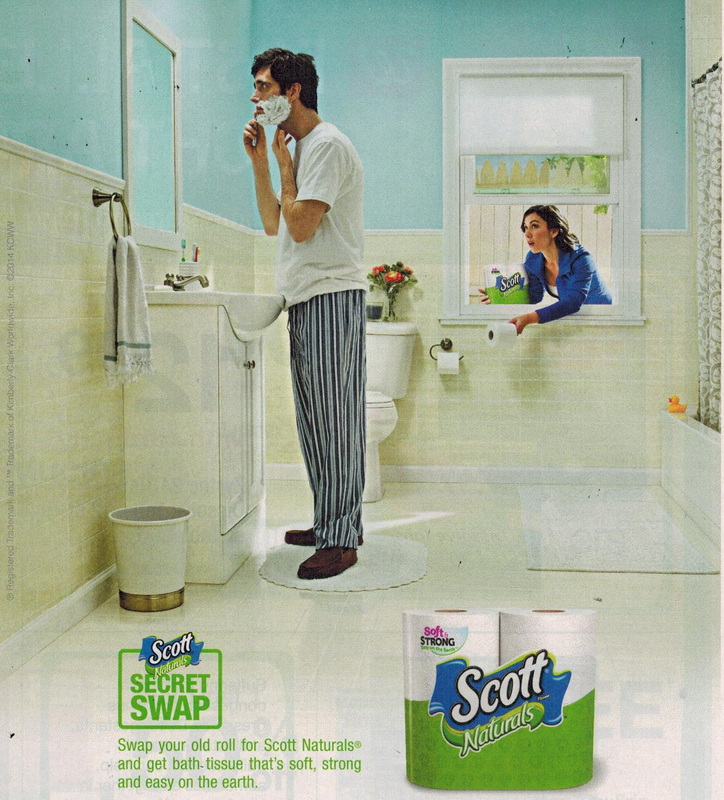 ® Registered Trademark and ™ Trademark of Kimberly-Clark Worldwide, Inc. ©2014 KCWW
Scott
Scott
Naturals
SECRET
SWAP
Swap your old roll for Scott Naturals®
and get bath tissue that's soft, strong
and easy on the earth.
Soft &
STRONG
Scott
Naturals